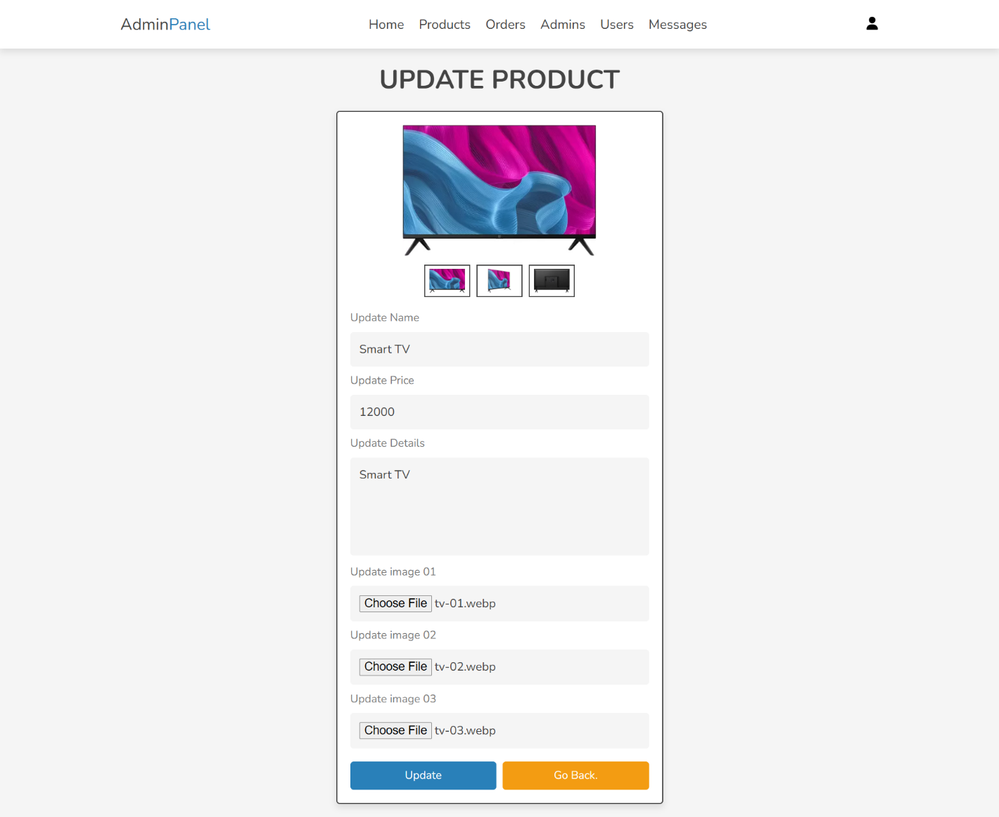 AdminPanel
Home Products Orders Admins Users Messages
UPDATE PRODUCT
Update Name
Smart TV
Update Price
12000
Update Details
Smart TV
Update image 01
Choose File tv-01.webp
Update image 02
Choose File tv-02.webp
Update image 03
Choose File tv-03.webp
Update Go Back.